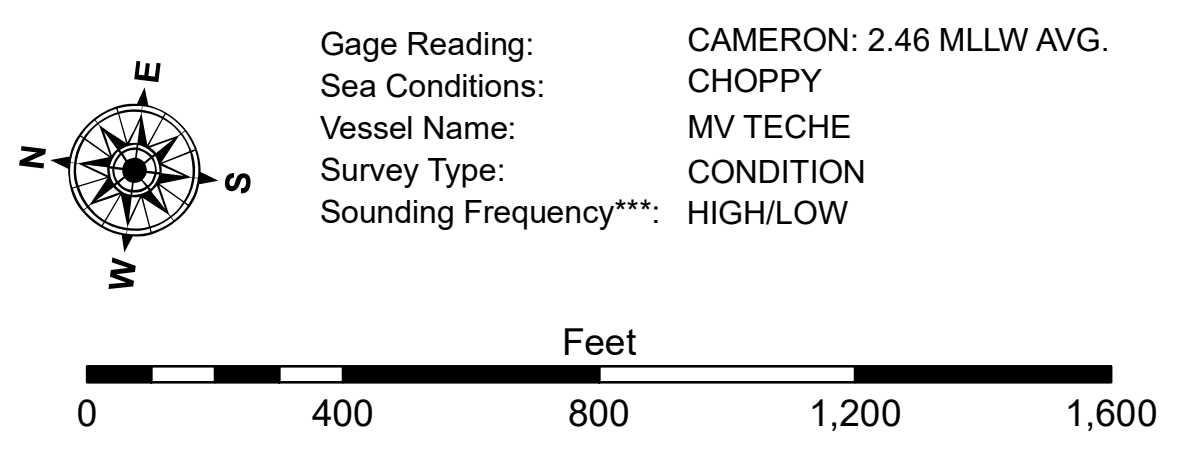 E
N
S
W
Gage Reading: CAMERON: 2.46 MLLW AVG.
Sea Conditions: CHOPPY
Vessel Name: MV TECHE
Survey Type: CONDITION
Sounding Frequency***: HIGH/LOW
Feet
0 400 800 1,200 1,600